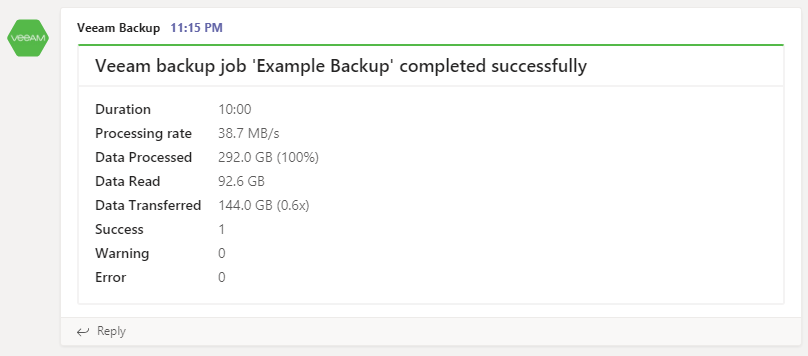 VEEAM
Veeam Backup 11:15 PM
Veeam backup job 'Example Backup' completed successfully
Duration 10:00
Processing rate 38.7 MB/s
Data Processed 292.0 GB (100%)
Data Read 92.6 GB
Data Transferred 144.0 GB (0.6x)
Success 1
Warning 0
Error 0
Reply